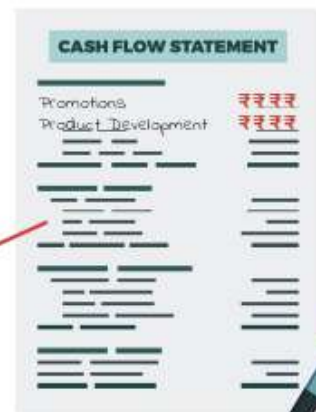 CASH FLOW STATEMENT
Promotions ₹₹.₹₹
Product Development ₹₹.₹₹